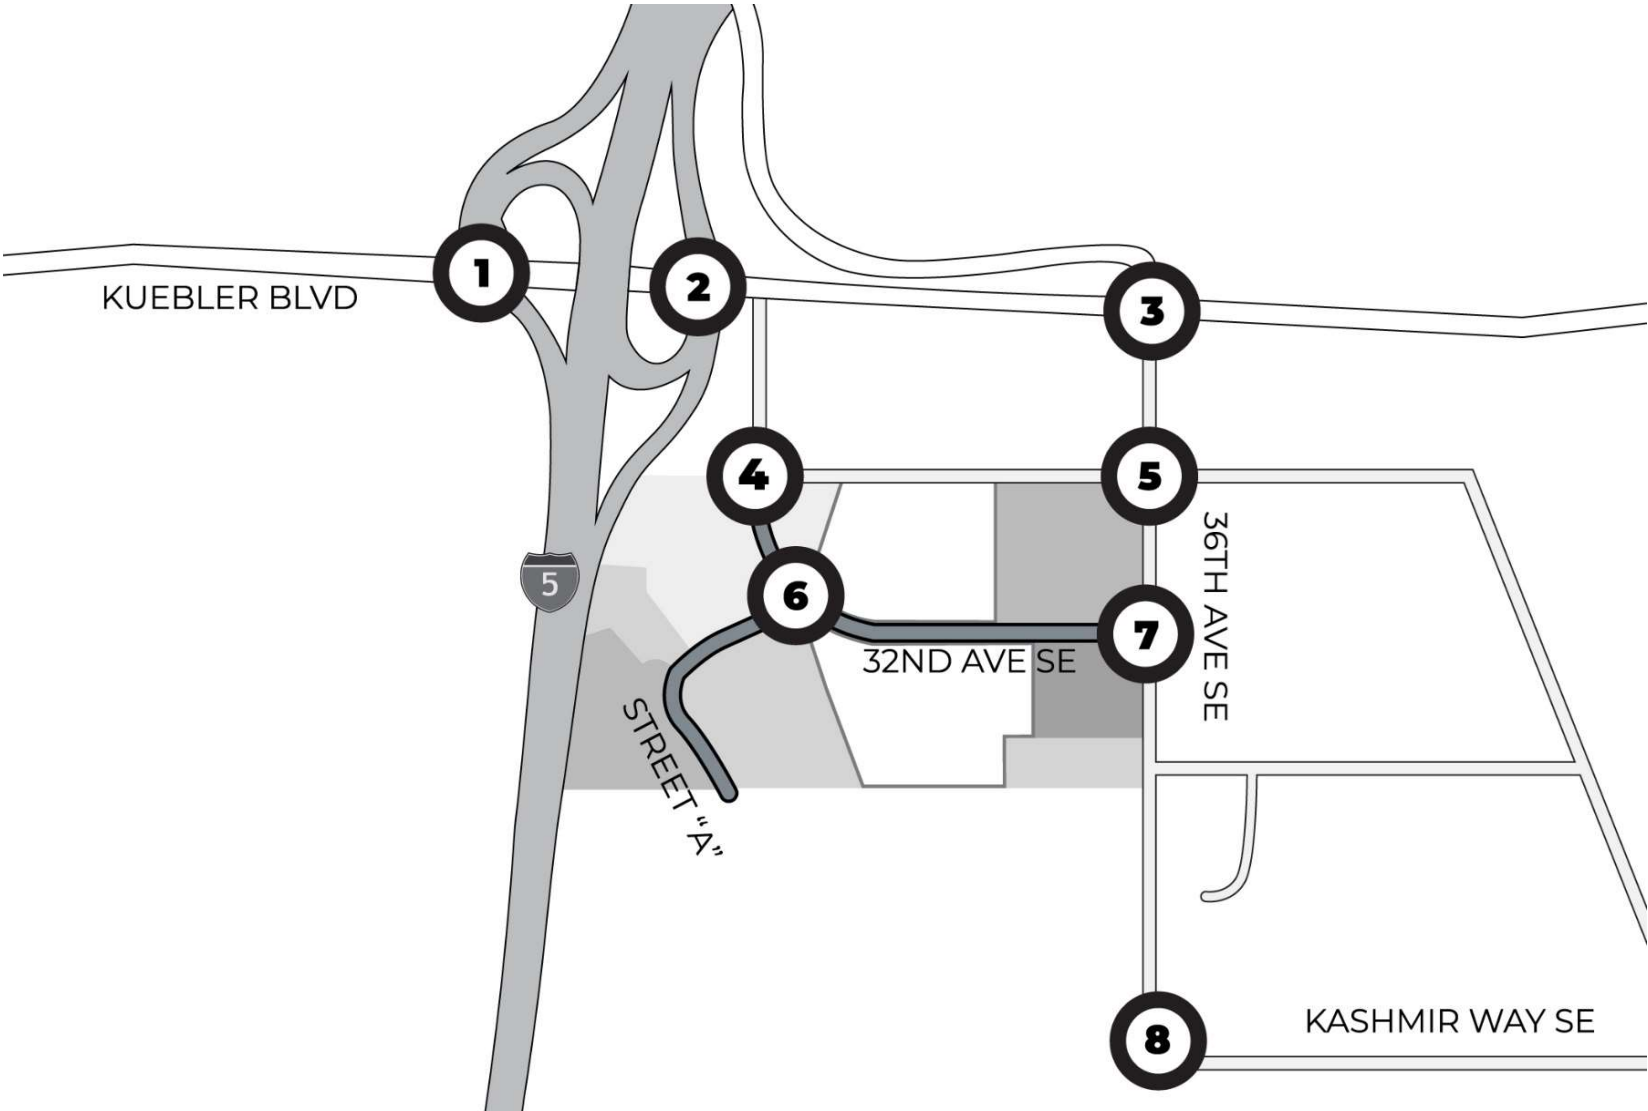 1
2
KUEBLER BLVD
3
4
5
36TH AVE SE
5
6
7
32ND AVE SE
STREET “A”
KASHMIR WAY SE
8